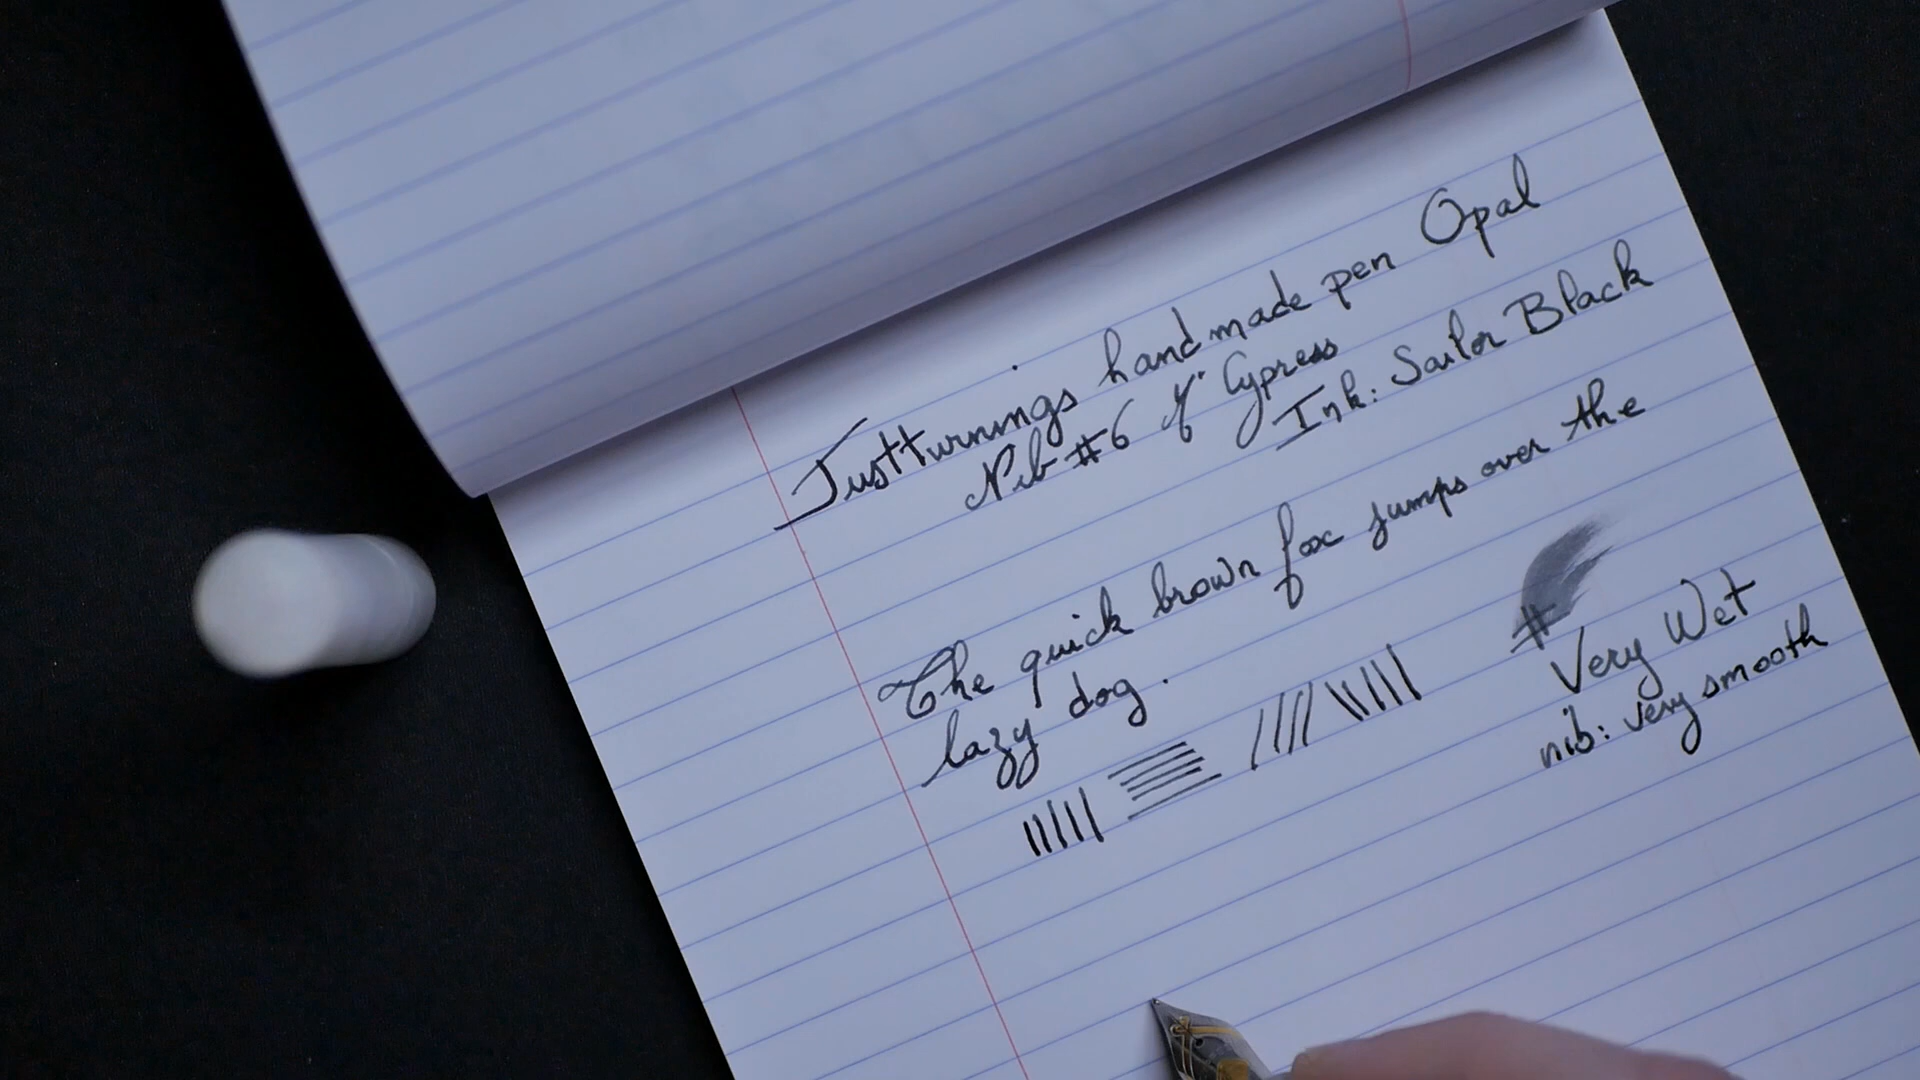 Justturnings handmade pen Opal
Nib #6 "f" Cypress
Ink: Sailor Black
The quick brown fox jumps over the
lazy dog.
#
Very Wet
nib: very smooth